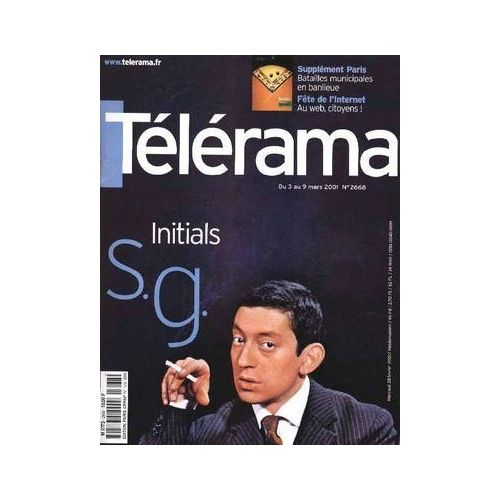 www.telerama.fr
Supplément Paris
Batailles municipales
en banlieue
Fête de l'Internet
Au web, citoyens !
Télérama
Du 3 au 9 mars 2001 N° 2668
Initials
S.g.